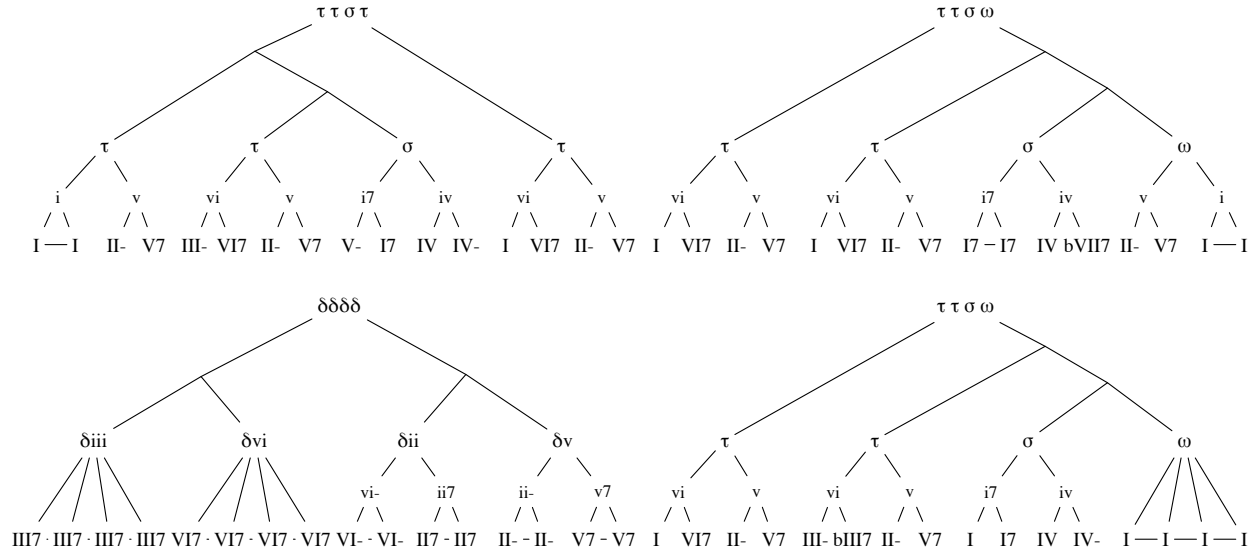 τ τ σ τ τ τ σ ω
τ τ σ τ τ τ σ ω
i v vi v i7 iv vi v vi v vi v i7 iv v i
I — I II- V7 III- VI7 II- V7 V- I7 IV IV- I VI7 II- V7 I VI7 II- V7 I VI7 II- V7 I7 – I7 IV bVII7 II- V7 I — I
δδδδ τ τ σ ω
δiii δvi δii δv τ τ σ ω
vi- ii7 ii- v7 vi v vi v i7 iv
III7 · III7 · III7 · III7 VI7 · VI7 · VI7 · VI7 VI- - VI- II7 - II7 II- - II- V7 - V7 I VI7 II- V7 III- bIII7 II- V7 I I7 IV IV- I — I — I — I